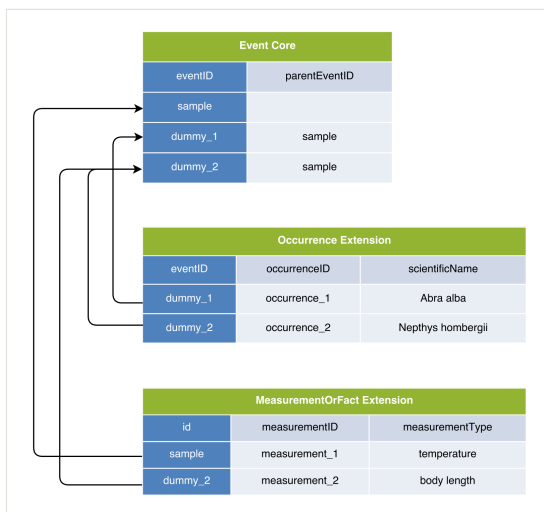 Event Core
eventID parentEventID
sample
dummy_1 sample
dummy_2 sample
Occurrence Extension
eventID occurrenceID scientificName
dummy_1 occurrence_1 Abra alba
dummy_2 occurrence_2 Nepthys hombergii
MeasurementOrFact Extension
id measurementID measurementType
sample measurement_1 temperature
dummy_2 measurement_2 body length